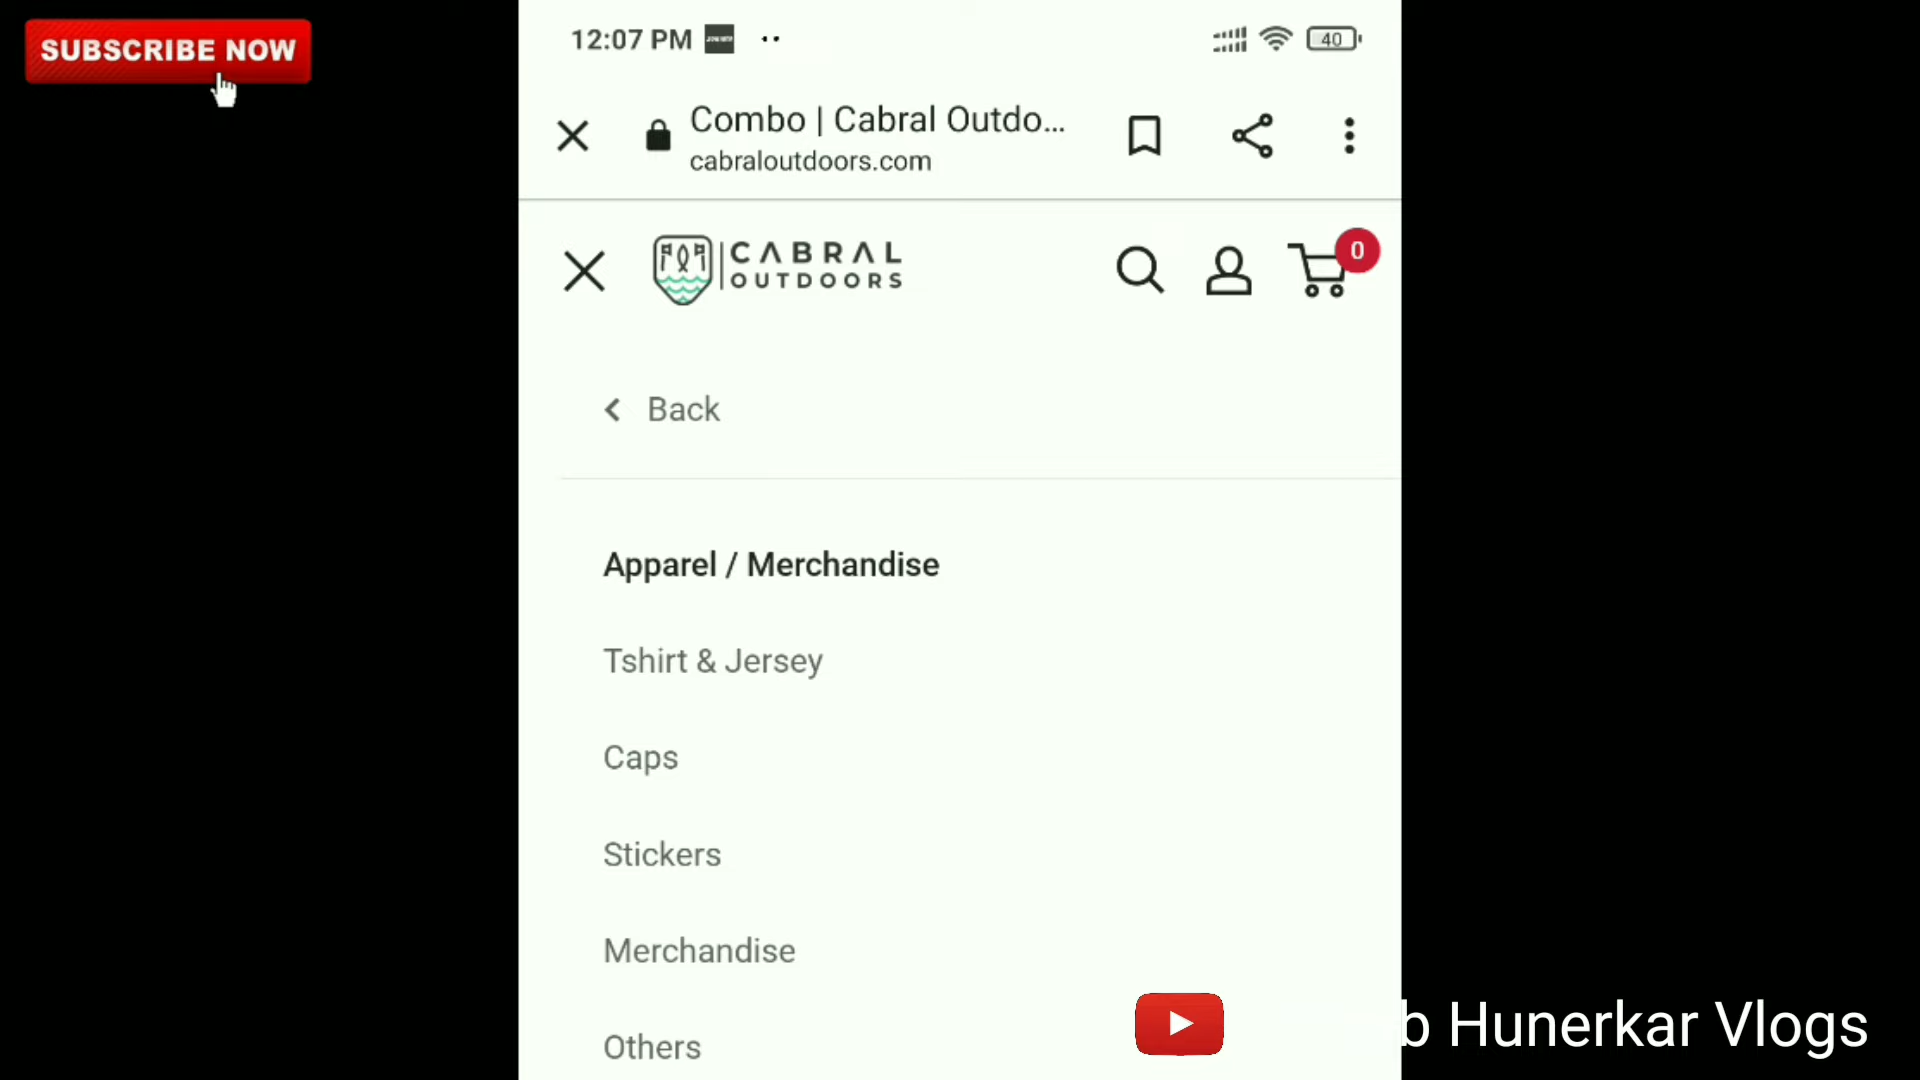 SUBSCRIBE NOW
12:07 PM
40
Combo | Cabral Outdo...
cabraloutdoors.com
CABRAL
OUTDOORS
0
Back
Apparel / Merchandise
Tshirt & Jersey
Caps
Stickers
Merchandise
Others
b Hunerkar Vlogs